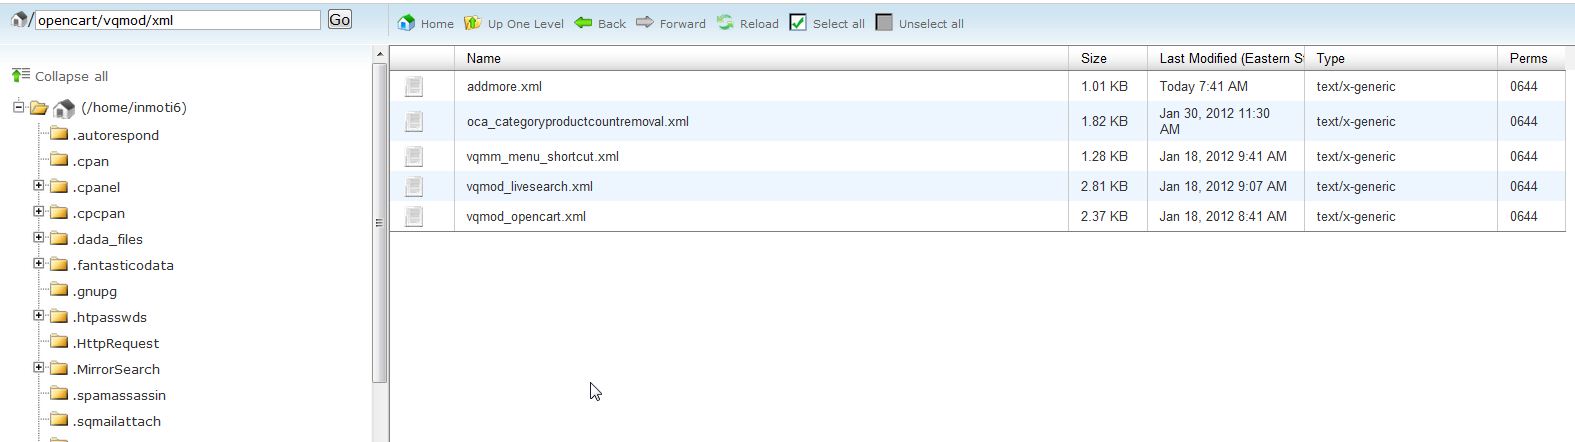 / opencart/vqmod/xml Go Home Up One Level Back Forward Reload Select all Unselect all
Collapse all
(/home/inmoti6)
.autorespond
.cpan
.cpanel
.cpcpan
.dada_files
.fantasticodata
.gnupg
.htpasswds
.HttpRequest
.MirrorSearch
.spamassassin
.sqmailattach
Name Size Last Modified (Eastern St Type Perms
addmore.xml 1.01 KB Today 7:41 AM text/x-generic 0644
oca_categoryproductcountremoval.xml 1.82 KB Jan 30, 2012 11:30
AM text/x-generic 0644
vqmm_menu_shortcut.xml 1.28 KB Jan 18, 2012 9:41 AM text/x-generic 0644
vqmod_livesearch.xml 2.81 KB Jan 18, 2012 9:07 AM text/x-generic 0644
vqmod_opencart.xml 2.37 KB Jan 18, 2012 8:41 AM text/x-generic 0644